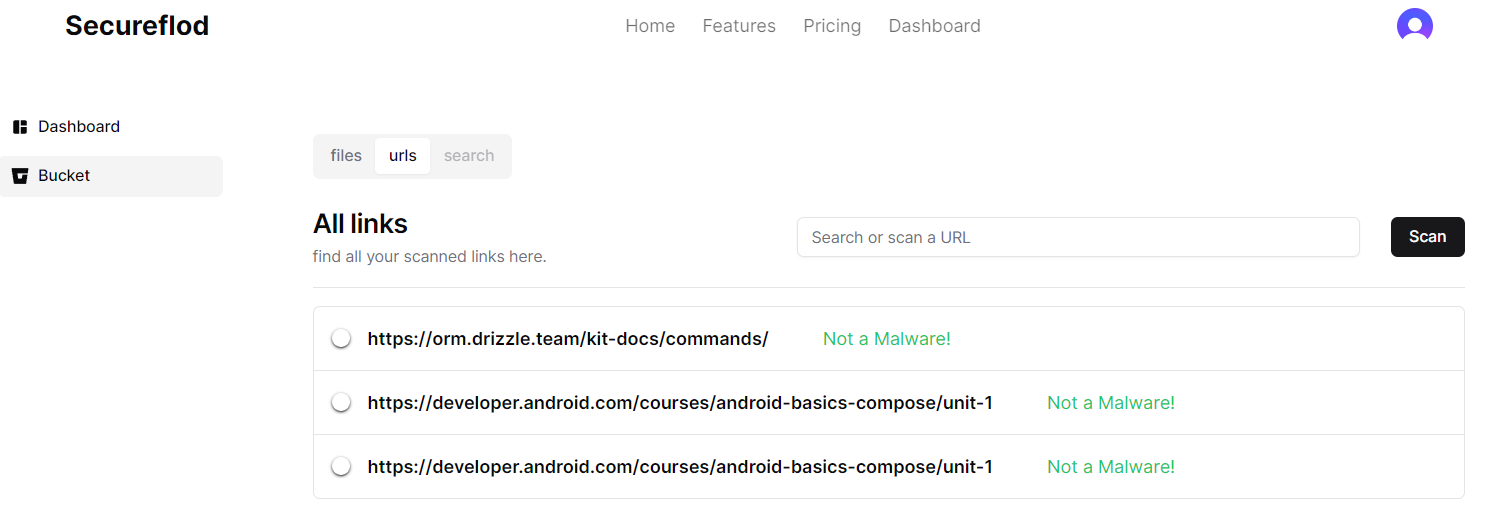 Secureflod
Home Features Pricing Dashboard
Dashboard
Bucket
files urls search
All links
find all your scanned links here.
Search or scan a URL
Scan
https://orm.drizzle.team/kit-docs/commands/ Not a Malware!
https://developer.android.com/courses/android-basics-compose/unit-1 Not a Malware!
https://developer.android.com/courses/android-basics-compose/unit-1 Not a Malware!